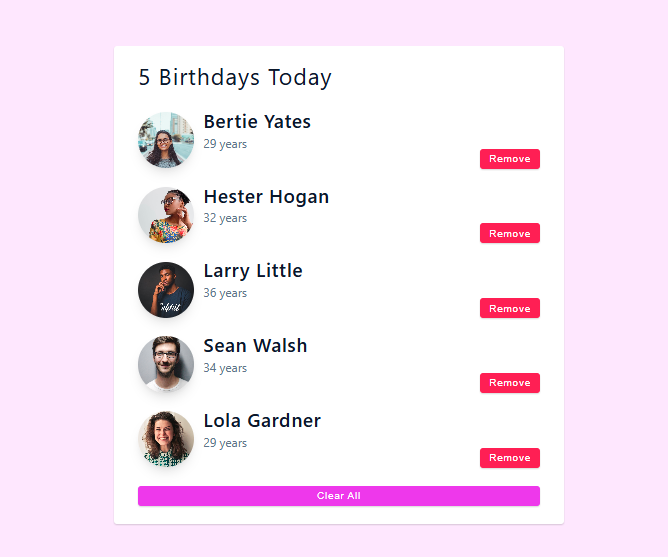 5 Birthdays Today
Bertie Yates
29 years
Remove
Hester Hogan
32 years
Remove
Larry Little
36 years
Remove
Sean Walsh
34 years
Remove
Lola Gardner
29 years
Remove
Clear All